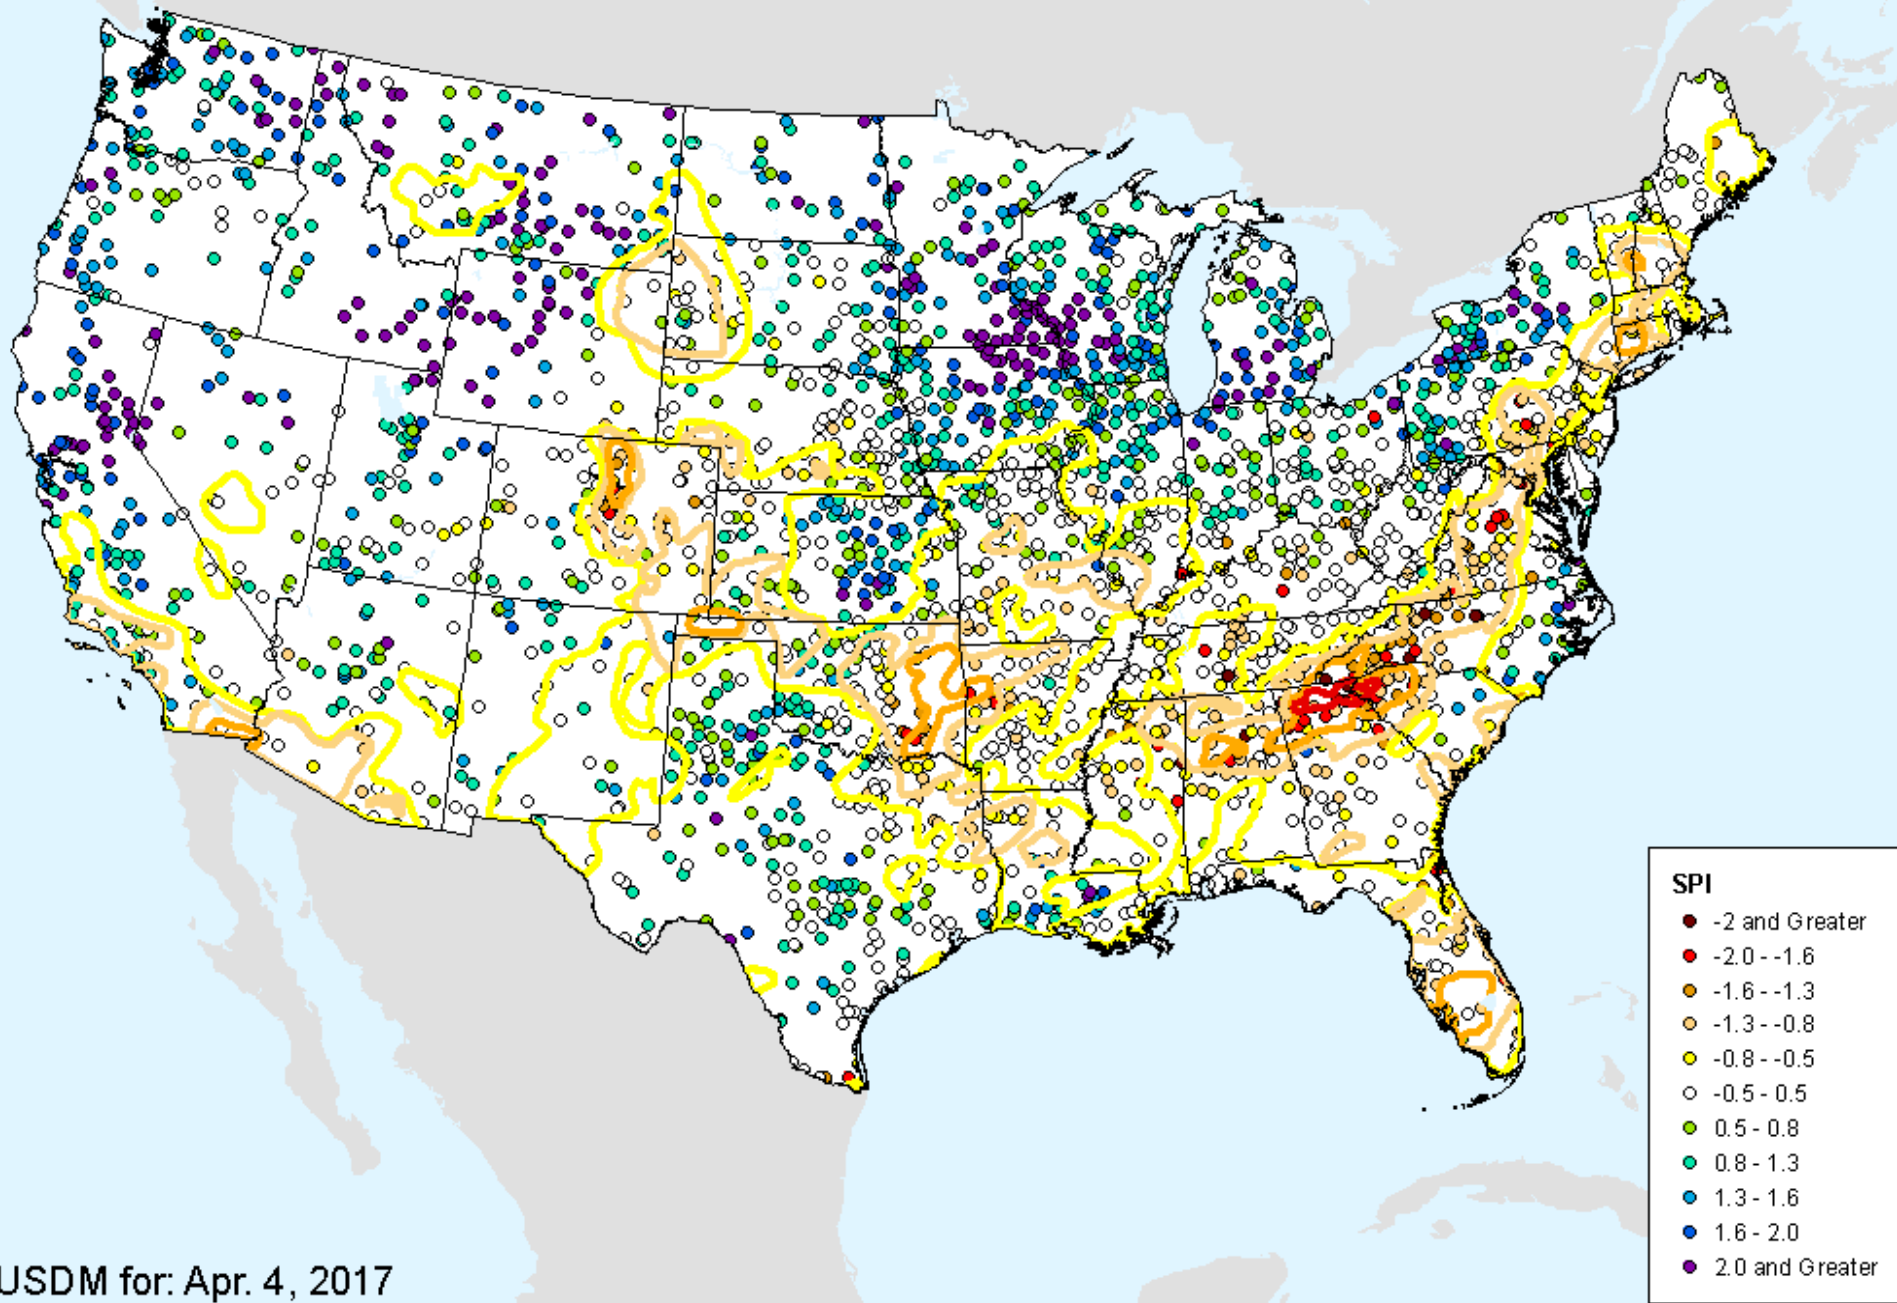 SPI
-2 and Greater
-2.0 - -1.6
-1.6 - -1.3
-1.3 - -0.8
-0.8 - -0.5
-0.5 - 0.5
0.5 - 0.8
0.8 - 1.3
1.3 - 1.6
1.6 - 2.0
2.0 and Greater
USDM for: Apr. 4, 2017